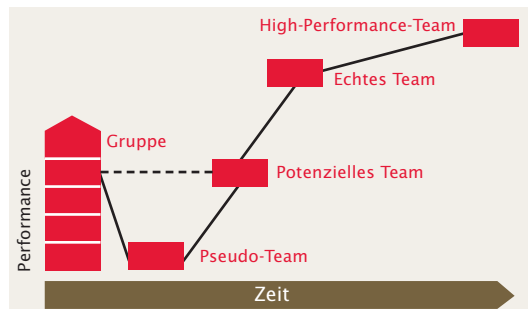 High-Performance-Team
Echtes Team
Gruppe
Potenzielles Team
Pseudo-Team
Performance
Zeit